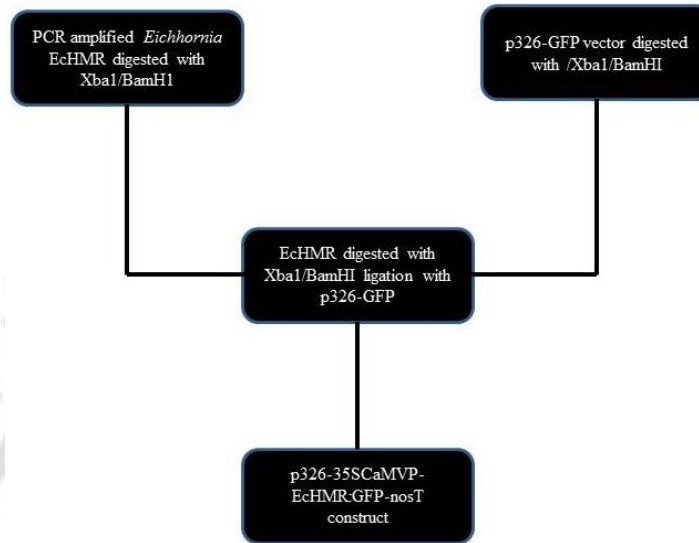 PCR amplified Eichhornia
EcHMR digested with
Xba1/BamH1
p326-GFP vector digested
with /Xba1/BamHI
EcHMR digested with
Xba1/BamHI ligation with
p326-GFP
p326-35SCaMVP-
EcHMR:GFP-nosT
construct